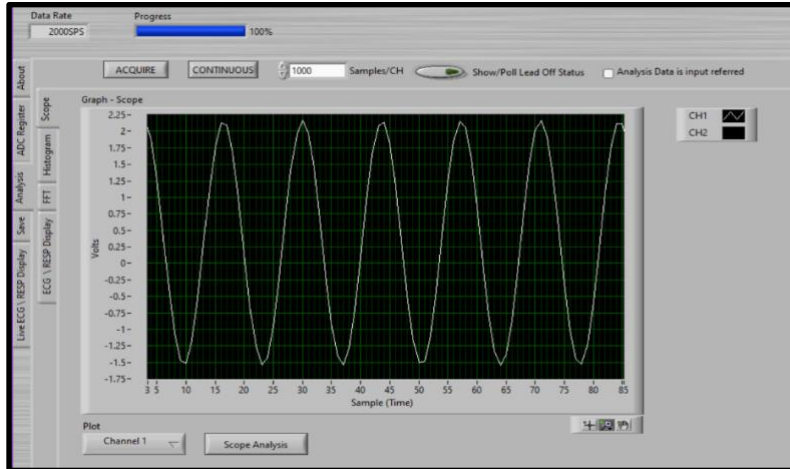 Data Rate
Progress
2000SPS
100%
ACQUIRE
CONTINUOUS
1000
Samples/CH
Show/Poll Lead Off Status
Analysis Data is input referred
About
ADC Register
Analysis
Save
Live ECG \ RESP Display
Scope
Histogram
FFT
ECG \ RESP Display
Graph - Scope
CH1
CH2
Volts
2.25
2
1.75
1.5
1.25
1
0.75
0.5
0.25
0
-0.25
-0.5
-0.75
-1
-1.25
-1.5
-1.75
3 5 10 15 20 25 30 35 40 45 50 55 60 65 70 75 80 85
Sample (Time)
Plot
Channel 1
Scope Analysis